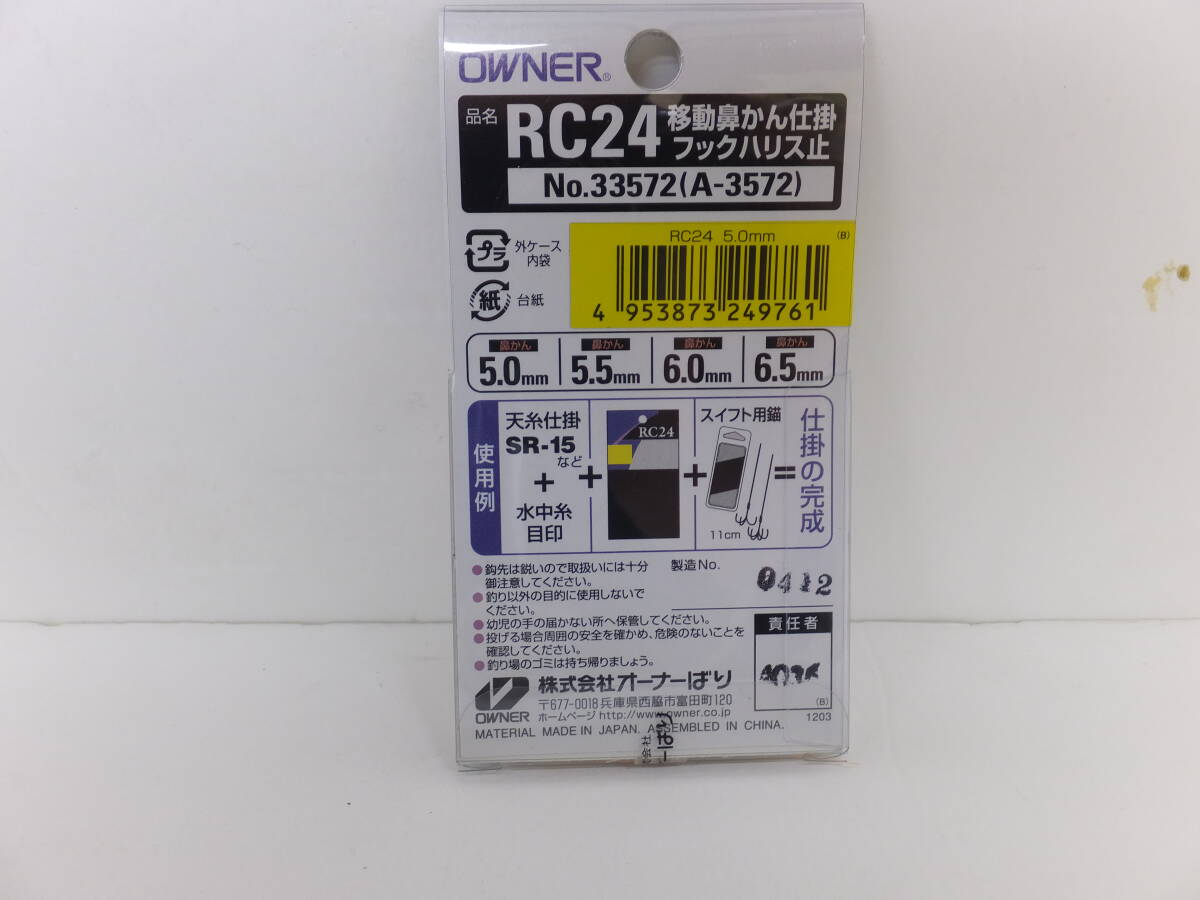 OWNER®
品名
RC24
移動鼻かん仕掛
フックハリス止
No.33572(A-3572)
プラ
外ケース
内袋
紙
台紙
RC24 5.0mm
(B)
4 953873 249761
鼻かん
5.0mm
鼻かん
5.5mm
鼻かん
6.0mm
鼻かん
6.5mm
使用例
天糸仕掛
SR-15
など
+
水中糸
目印
+
RC24
+
スイフト用錨
11cm
=
仕掛の完成
●鈎先は鋭いので取扱いには十分
御注意してください。
●釣り以外の目的に使用しないで
ください。
●幼児の手の届かない所へ保管してください。
●投げる場合周囲の安全を確かめ、危険のないことを
確認してください。
●釣り場のゴミは持ち帰りましょう。
製造No.
0412
責任者
(B)
1203
OWNER
株式会社オーナーばり
〒677-0018兵庫県西脇市富田町120
ホームページ http://www.owner.co.jp
MATERIAL MADE IN JAPAN. ASSEMBLED IN CHINA.